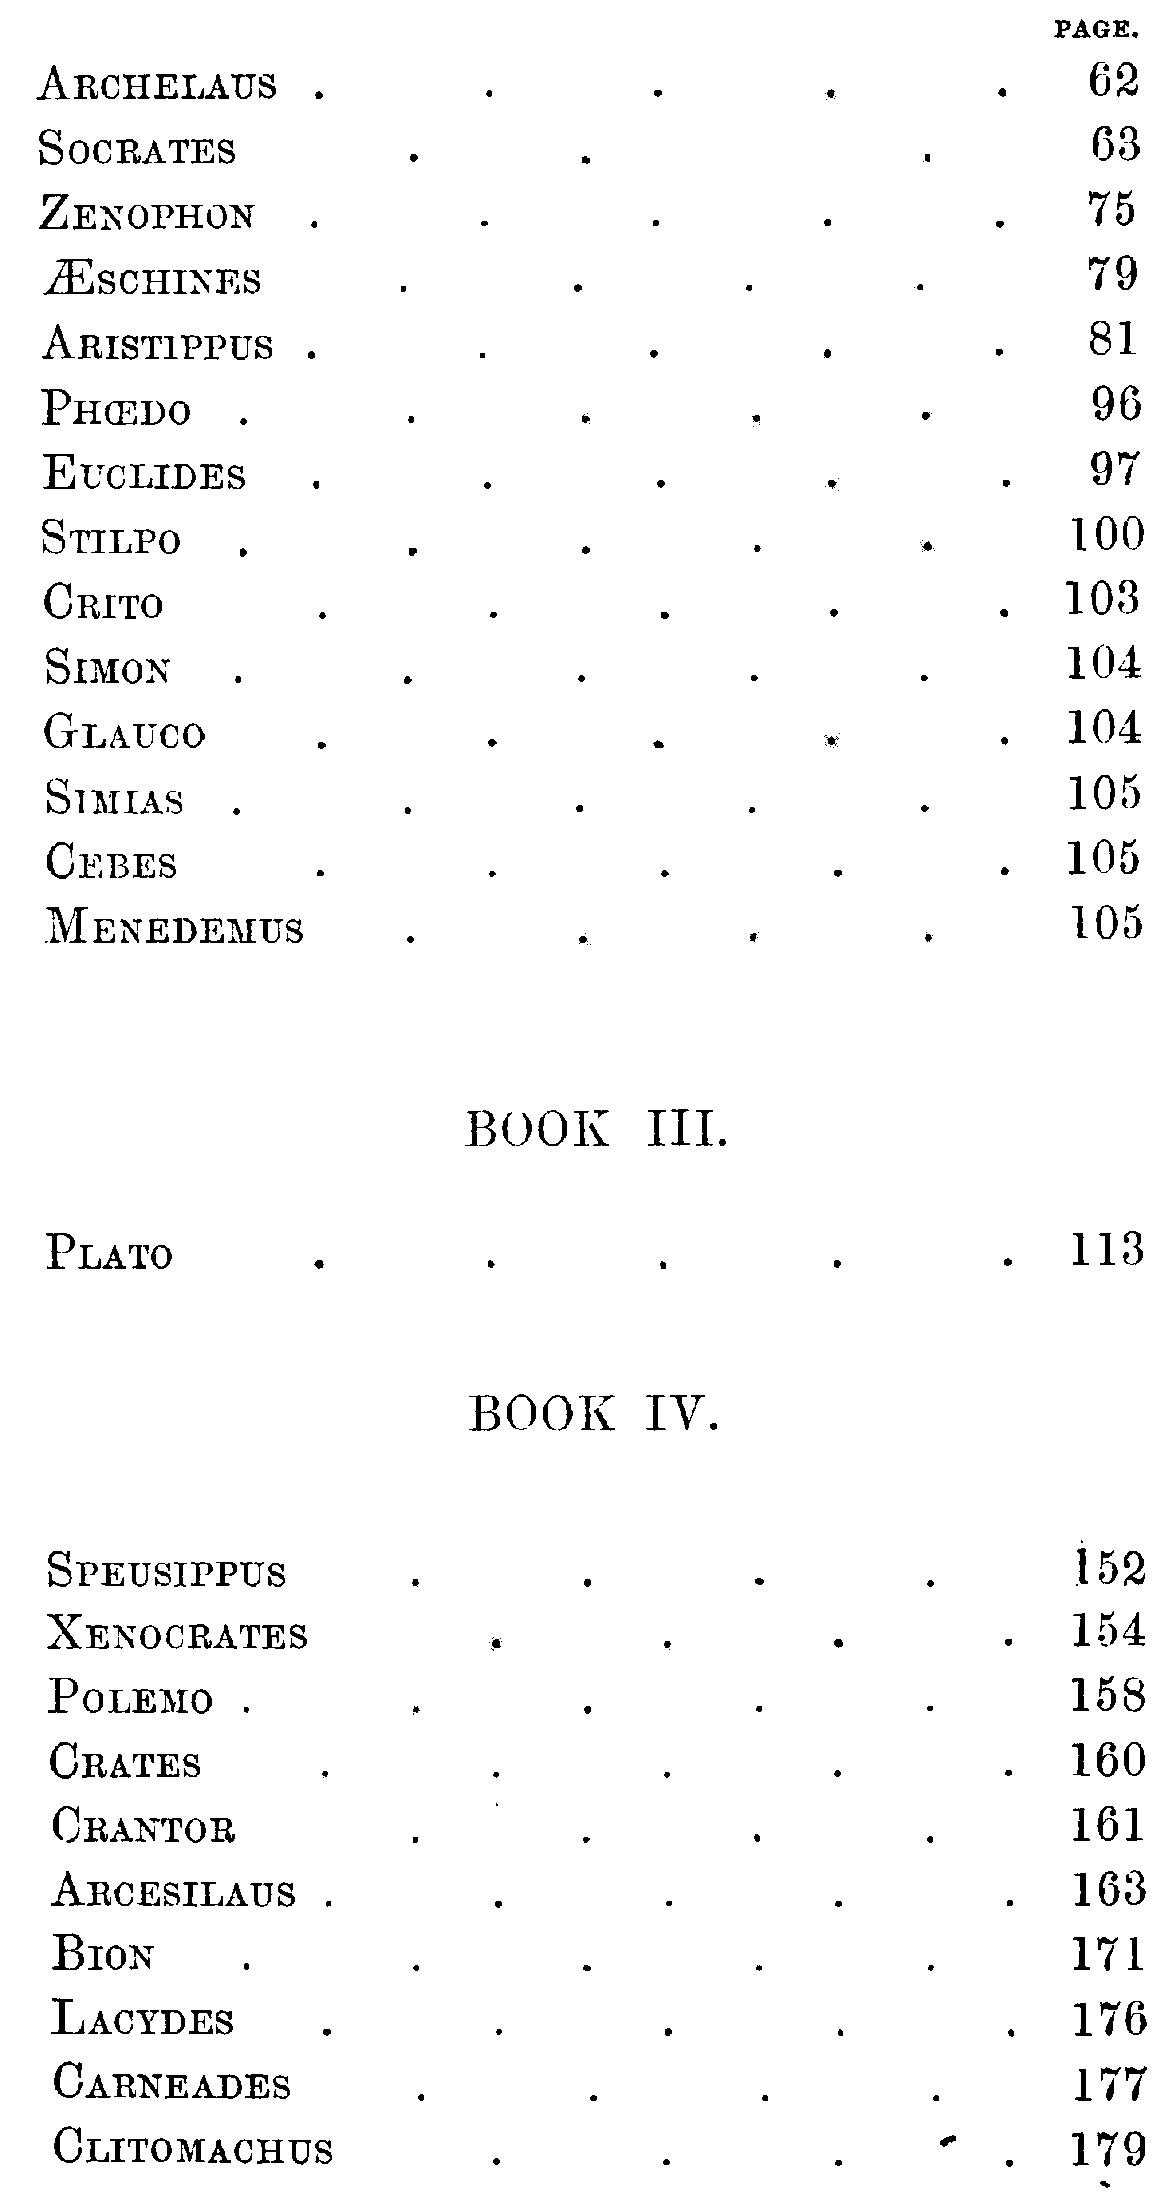 PAGE.
ARCHELAUS . . . . . 62
SOCRATES . . . 63
ZENOPHON . . . . . 75
ÆSCHINES . . . . 79
ARISTIPPUS . . . . . 81
PHŒDO . . . . . 96
EUCLIDES . . . . . 97
STILPO . . . . . 100
CRITO . . . . . 103
SIMON . . . . . 104
GLAUCO . . . . . 104
SIMIAS . . . . . 105
CEBES . . . . . 105
MENEDEMUS . . . . 105
BOOK III.
PLATO . . . . . 113
BOOK IV.
SPEUSIPPUS . . . . 152
XENOCRATES . . . . 154
POLEMO . . . . . 158
CRATES . . . . . 160
CRANTOR . . . . 161
ARCESILAUS . . . . . 163
BION . . . . . 171
LACYDES . . . . . 176
CARNEADES . . . . 177
CLITOMACHUS . . . . 179